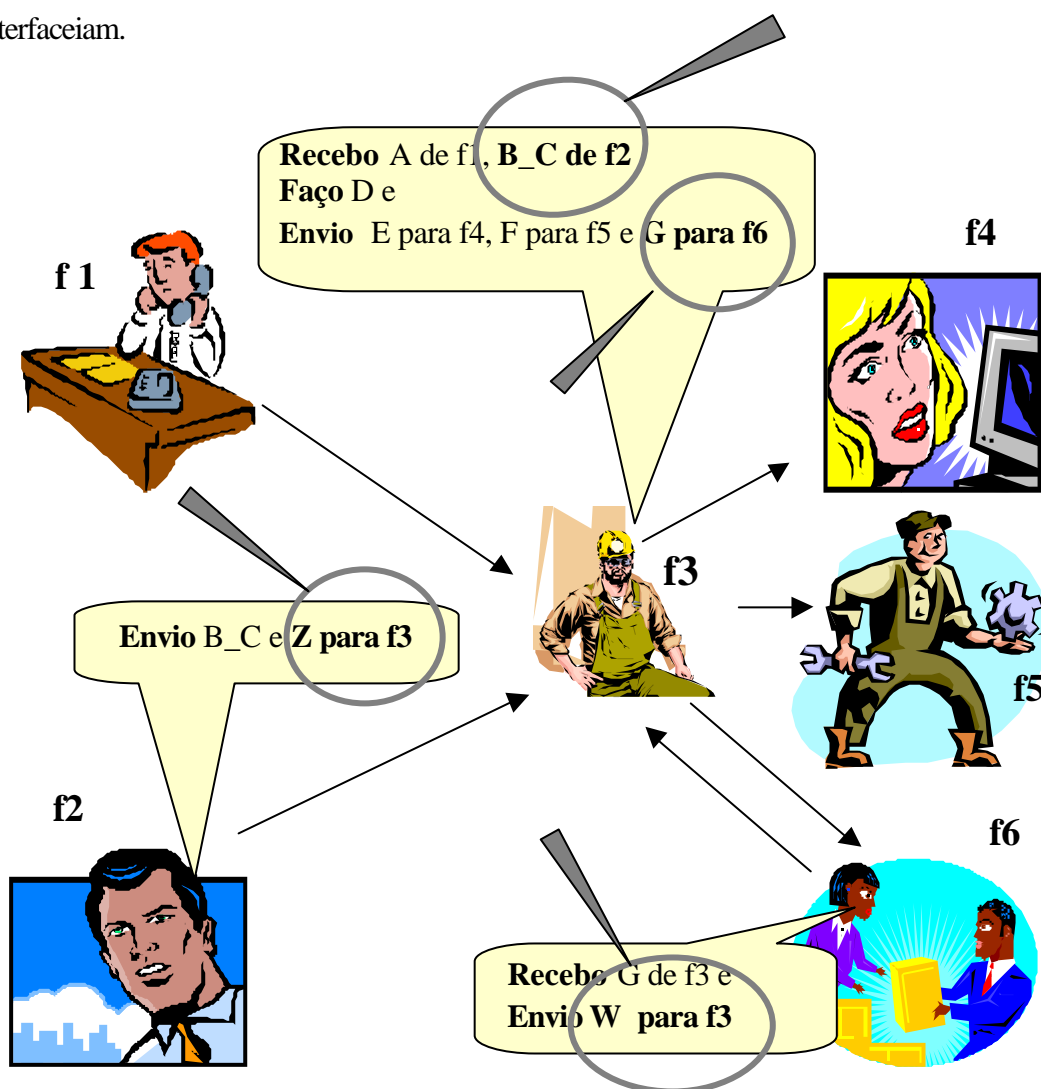 terfaceiam.
Recebo A de f1, B_C de f2
Faço D e
Envio E para f4, F para f5 e G para f6
f4
f 1
f3
Envio B_C e Z para f3
f5
f2
f6
Recebo G de f3 e
Envio W para f3